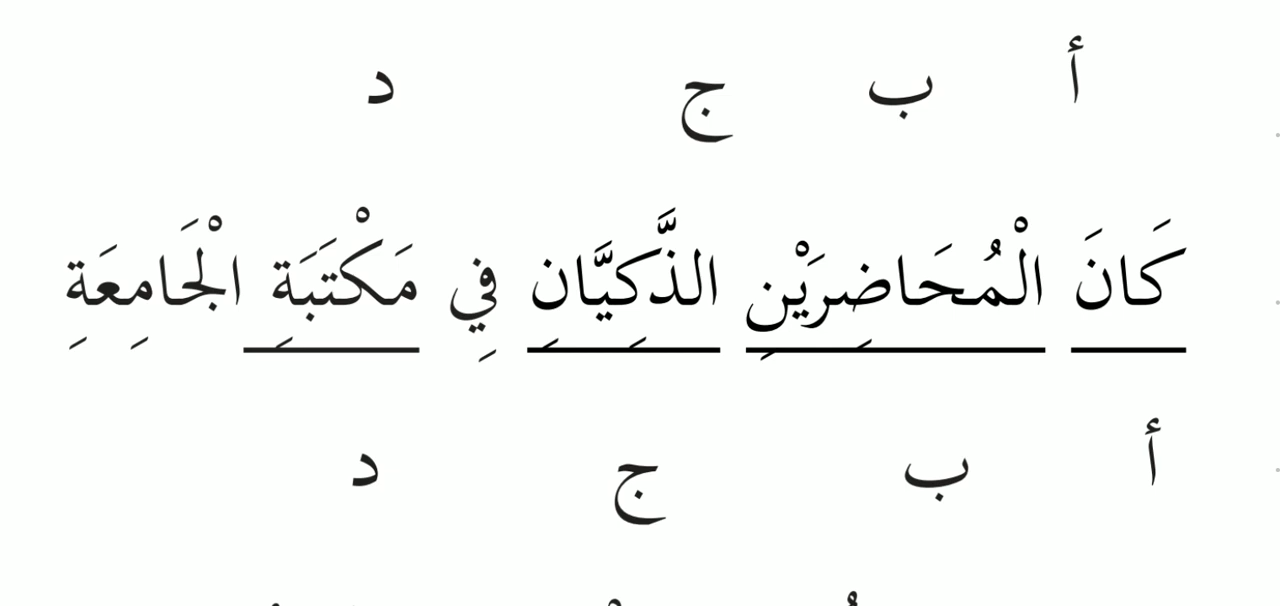 أ ب ج د
كَانَ الْمُحَاضِرَيْنِ الذَّكِيَّانِ فِي مَكْتَبَةِ الْجَامِعَةِ
أ ب ج د